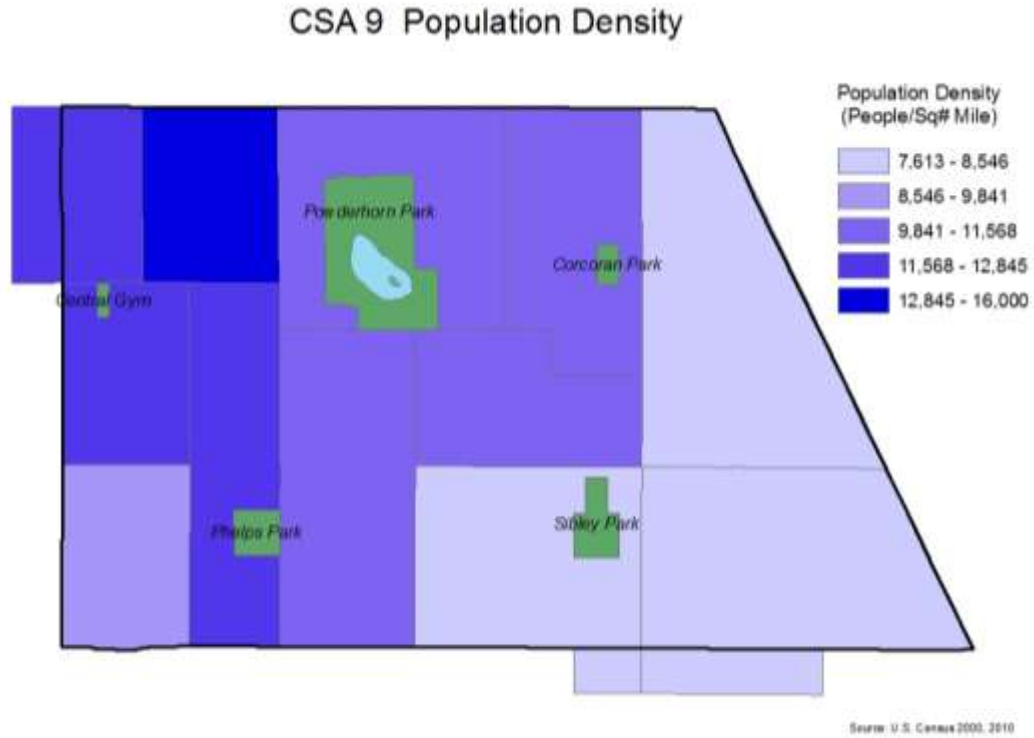 CSA 9 Population Density
Population Density
(People/Sq# Mile)
7,613 - 8,546
8,546 - 9,841
9,841 - 11,568
11,568 - 12,845
12,845 - 16,000
Powderhorn Park
Corcoran Park
Central Gym
Phelps Park
Sibley Park
Source: U.S. Census 2000, 2010